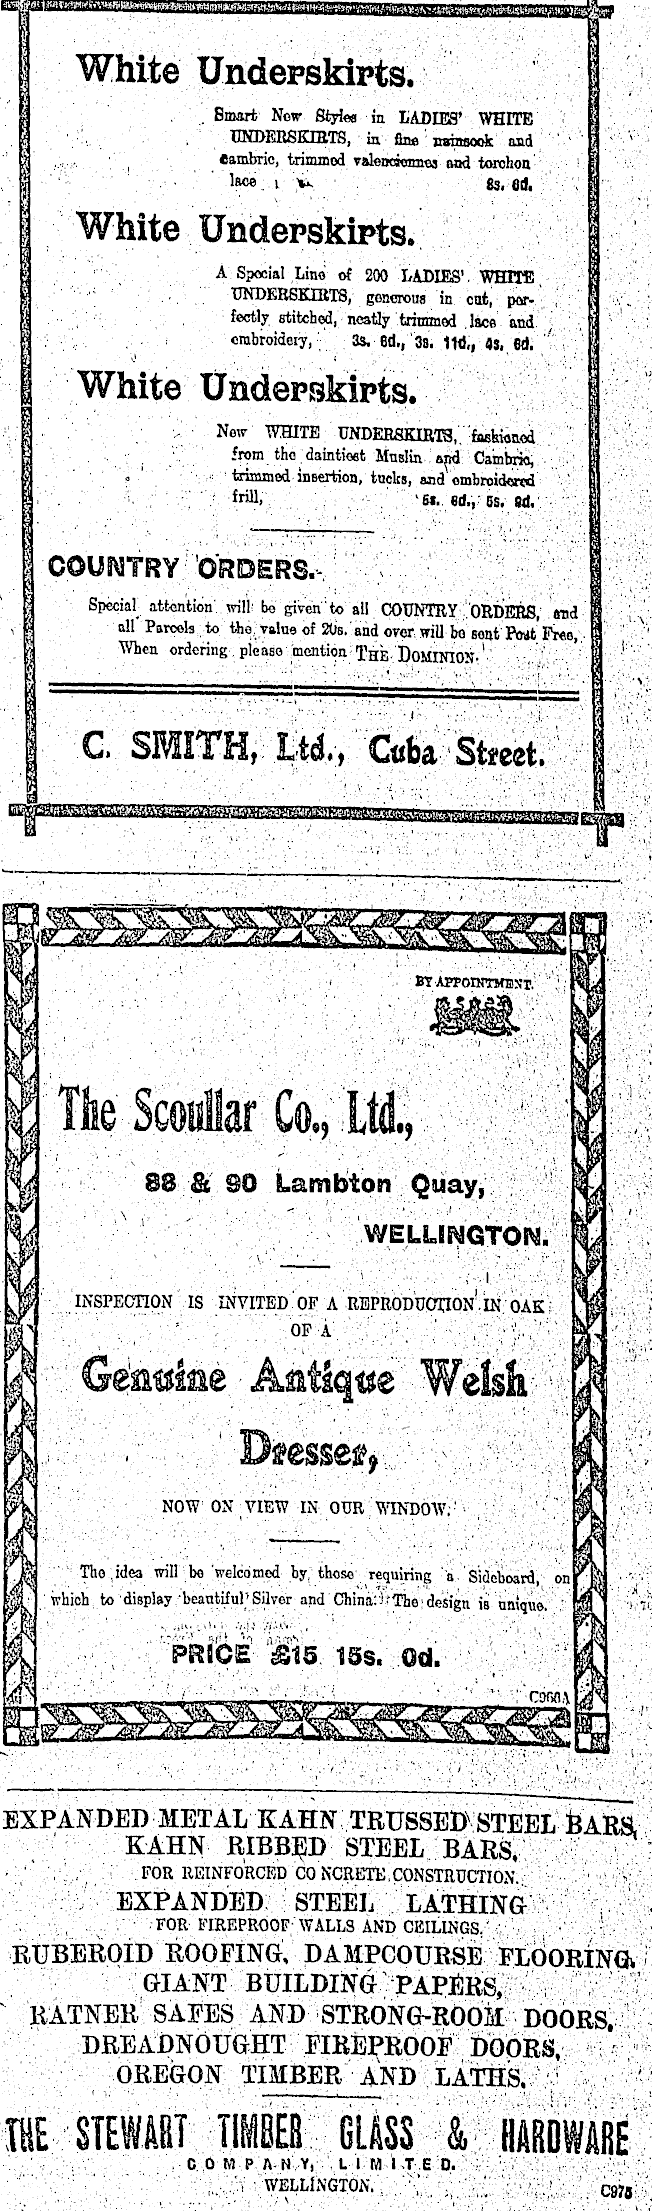 White Underskirts.
Smart New Styles in LADIES' WHITE
UNDERSKIRTS, in fine nainsook and
cambric, trimmed valenciennes and torchon
lace 8s. 6d.
White Underskirts.
A Special Line of 200 LADIES' WHITE
UNDERSKIRTS, generous in cut, per-
fectly stitched, neatly trimmed lace and
embroidery, 3s. 6d., 3s. 11d., 4s. 6d.
White Underskirts.
New WHITE UNDERSKIRTS, fashioned
from the daintiest Muslin and Cambric,
trimmed insertion, tucks, and embroidered
frill, 5s. 6d., 5s. 9d.
COUNTRY ORDERS.-
Special attention will be given to all COUNTRY ORDERS, and
all Parcels to the value of 20s. and over will be sent Post Free,
When ordering please mention THE DOMINION.
C. SMITH, Ltd., Cuba Street.
BY APPOINTMENT.
The Scoullar Co., Ltd.,
88 & 90 Lambton Quay,
WELLINGTON.
INSPECTION IS INVITED OF A REPRODUCTION IN OAK
OF A
Genuine Antique Welsh
Dresser,
NOW ON VIEW IN OUR WINDOW.
The idea will be welcomed by those requiring a Sideboard, on
which to display beautiful Silver and China. The design is unique.
PRICE £15 15s. 0d.
C960A
EXPANDED METAL KAHN TRUSSED STEEL BARS,
KAHN RIBBED STEEL BARS,
FOR REINFORCED CONCRETE CONSTRUCTION.
EXPANDED STEEL LATHING
FOR FIREPROOF WALLS AND CEILINGS.
RUBEROID ROOFING, DAMPCOURSE FLOORING,
GIANT BUILDING PAPERS,
RATNER SAFES AND STRONG-ROOM DOORS,
DREADNOUGHT FIREPROOF DOORS,
OREGON TIMBER AND LATHS.
THE STEWART TIMBER GLASS & HARDWARE
COMPANY, LIMITED.
WELLINGTON.
C975